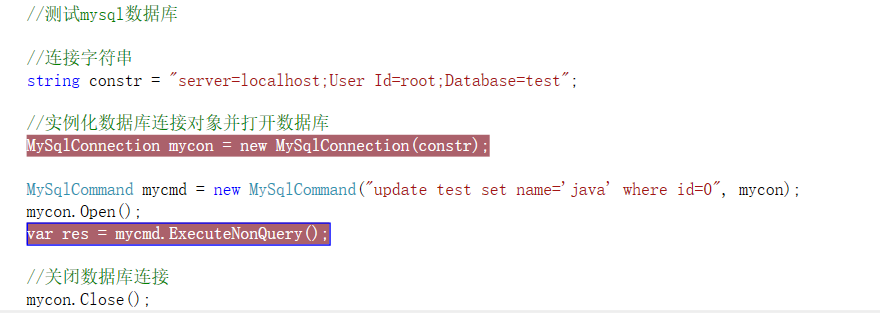 //测试mysql数据库
//连接字符串
string constr = "server=localhost;User Id=root;Database=test";
//实例化数据库连接对象并打开数据库
MySqlConnection mycon = new MySqlConnection(constr);
MySqlCommand mycmd = new MySqlCommand("update test set name='java' where id=0", mycon);
mycon.Open();
var res = mycmd.ExecuteNonQuery();
//关闭数据库连接
mycon.Close();